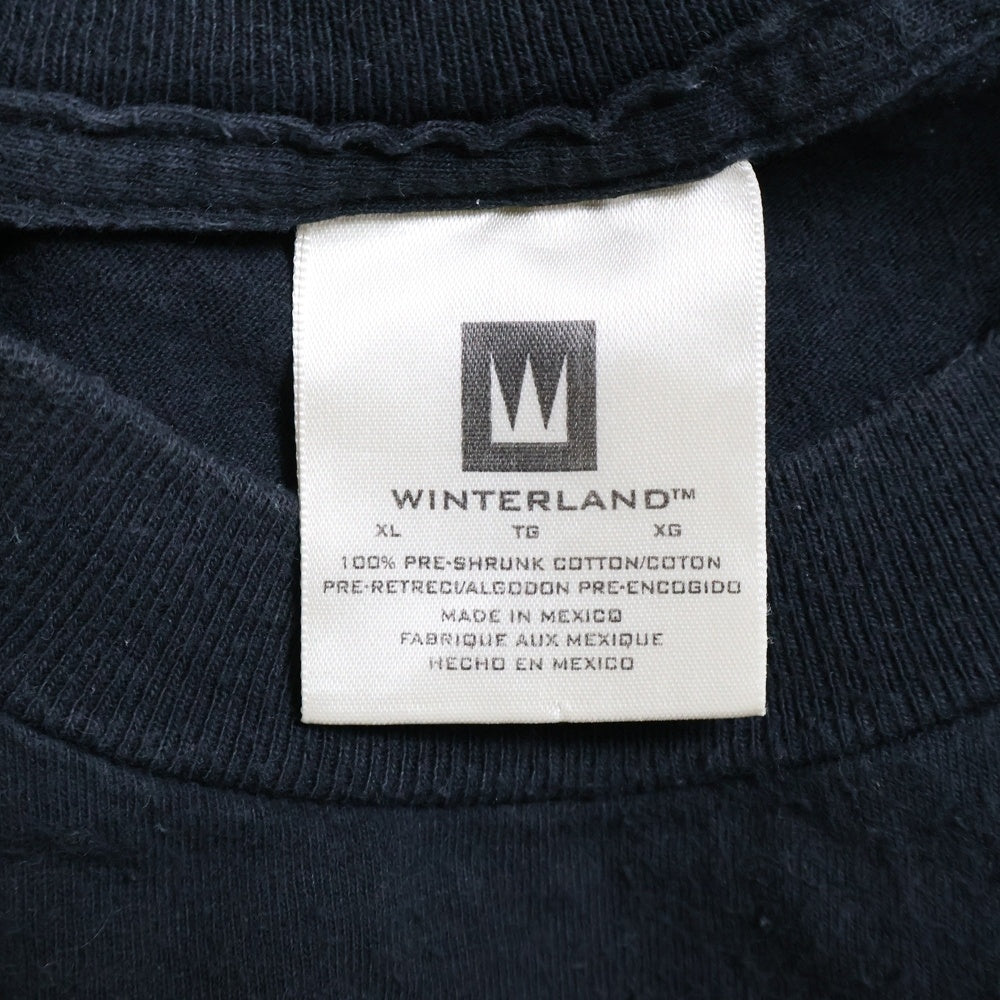 W
WINTERLAND™
XL TG XG
100% PRE-SHRUNK COTTON/COTON
PRE-RETRECI/ALGODON PRE-ENCOGIDO
MADE IN MEXICO
FABRIQUE AUX MEXIQUE
HECHO EN MEXICO